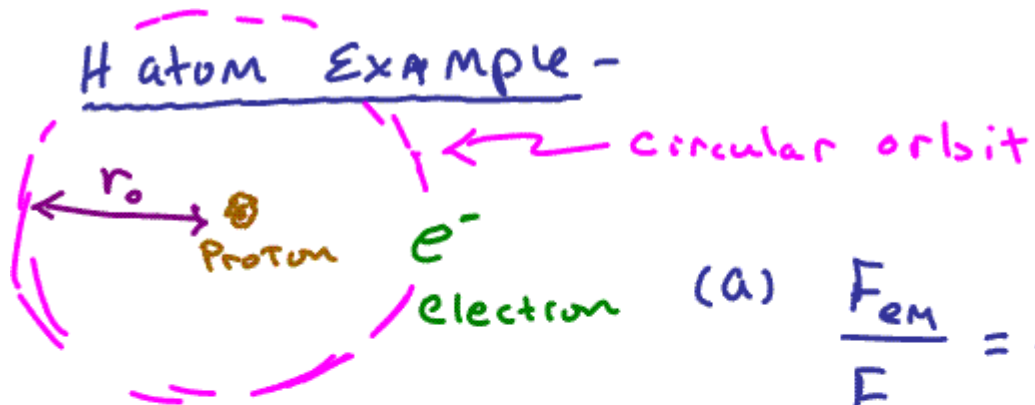 H atom Example -
circular orbit
r₀
Proton
e⁻
electron
(a) F_EM
=
F